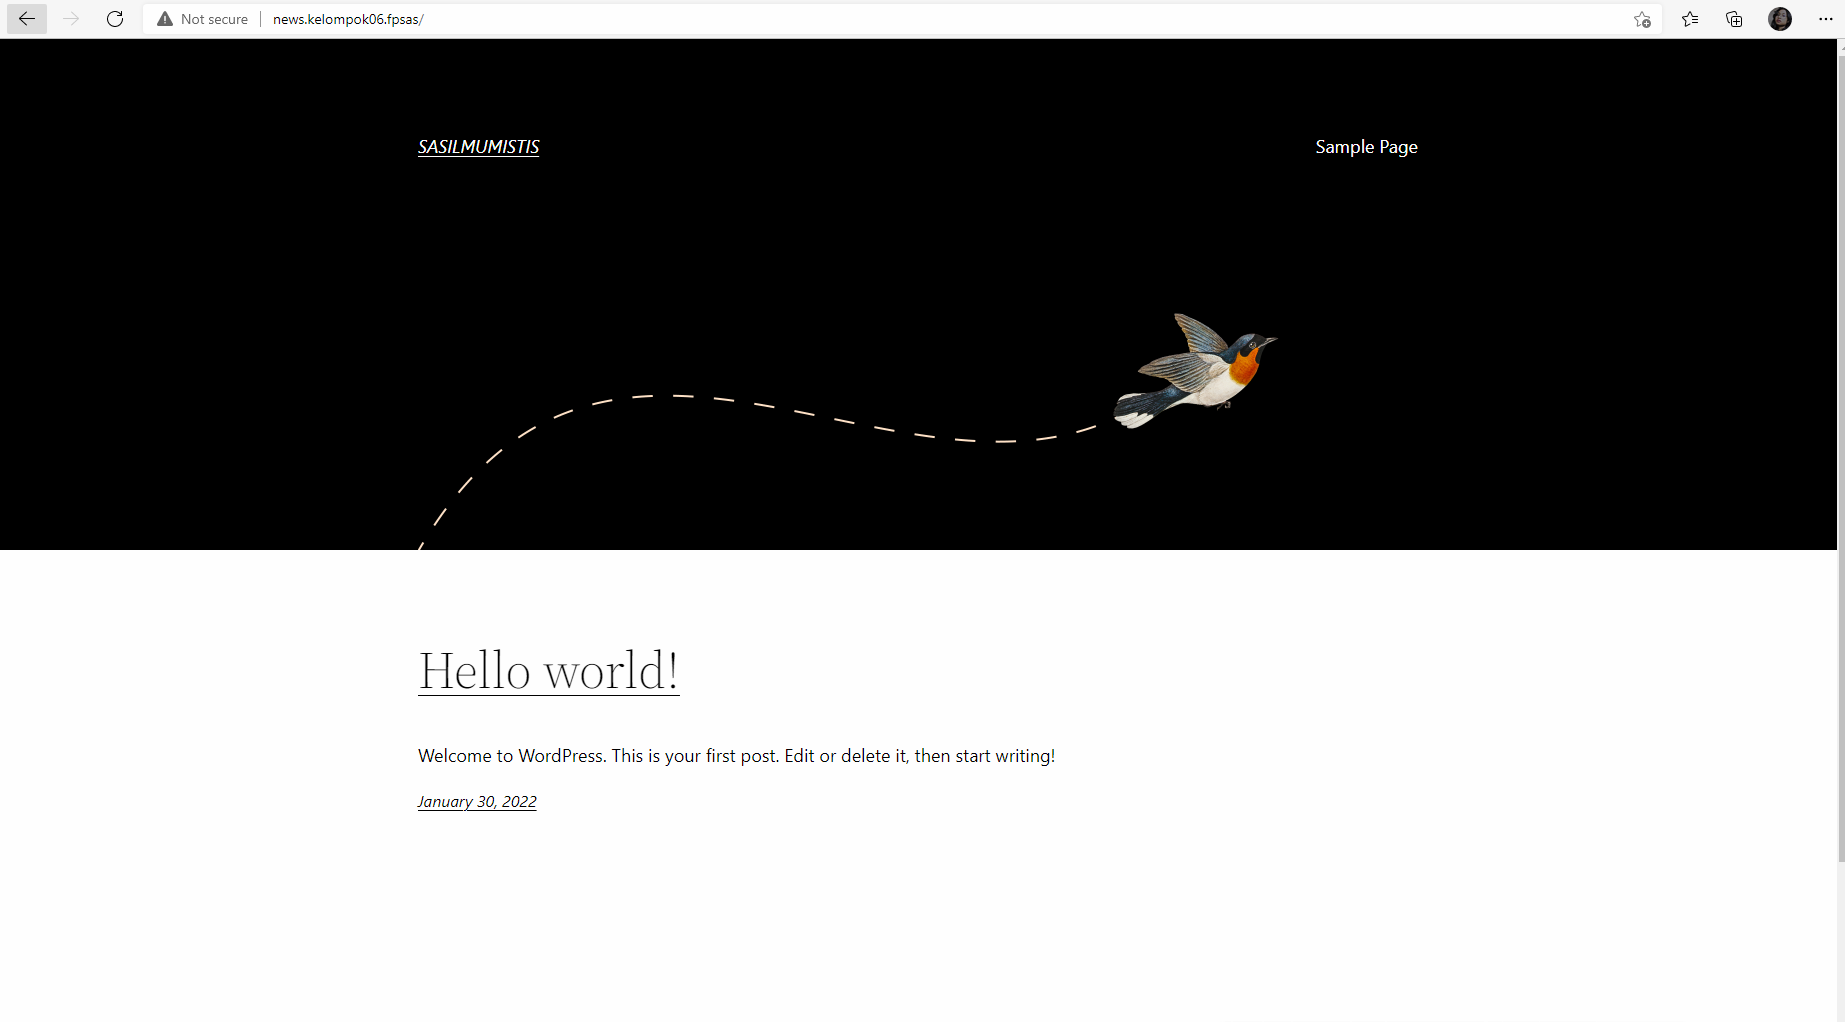 Not secure news.kelompok06.fpsas/
SASILMUMISTIS Sample Page
Hello world!
Welcome to WordPress. This is your first post. Edit or delete it, then start writing!
January 30, 2022